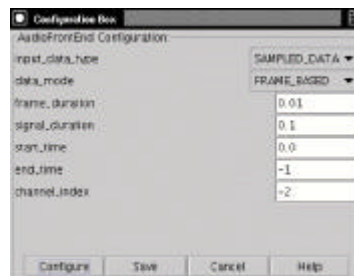 Configuration Box
AudioFrontEnd Configuration
input_data_type SAMPLED_DATA
data_mode FRAME_BASED
frame_duration 0.01
signal_duration 0.1
start_time 0.0
end_time -1
channel_index -2
Configure Save Cancel Help